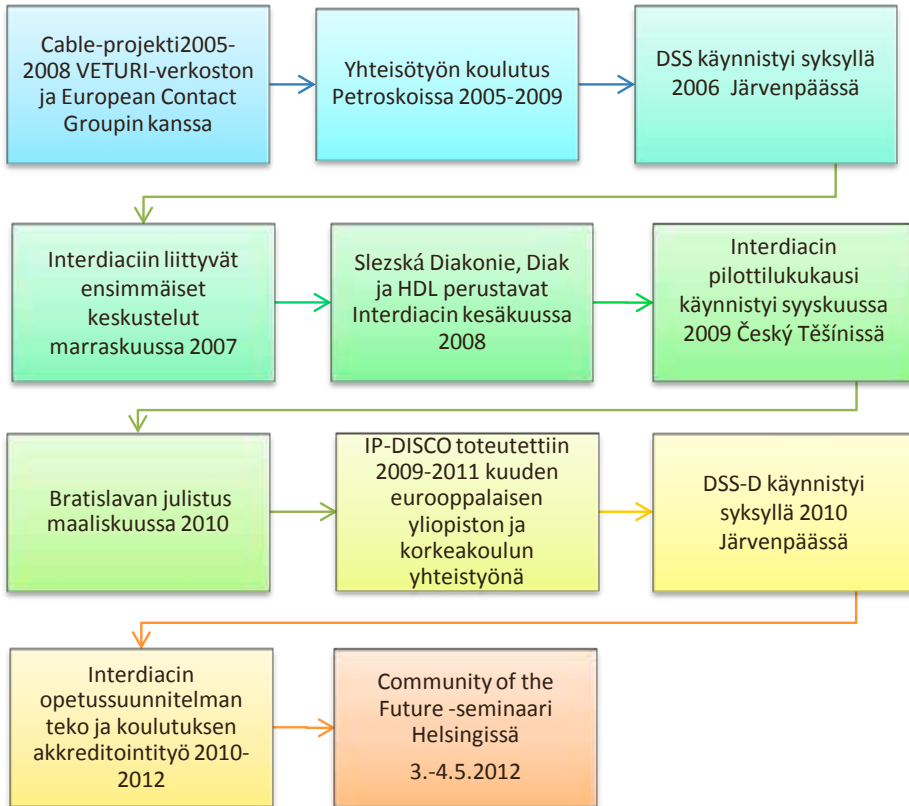 Cable-projekti2005-
2008 VETURI-verkoston
ja European Contact
Groupin kanssa
Yhteisötyön koulutus
Petroskoissa 2005-2009
DSS käynnistyi syksyllä
2006 Järvenpäässä
Interdiaciin liittyvät
ensimmäiset
keskustelut
marraskuussa 2007
Slezská Diakonie, Diak
ja HDL perustavat
Interdiacin kesäkuussa
2008
Interdiacin
pilottilukukausi
käynnistyi syyskuussa
2009 Český Těšínissä
Bratislavan julistus
maaliskuussa 2010
IP-DISCO toteutettiin
2009-2011 kuuden
eurooppalaisen
yliopiston ja
korkeakoulun
yhteistyönä
DSS-D käynnistyi
syksyllä 2010
Järvenpäässä
Interdiacin
opetussuunnitelman
teko ja koulutuksen
akkreditointityö 2010-
2012
Community of the
Future -seminaari
Helsingissä
3.-4.5.2012